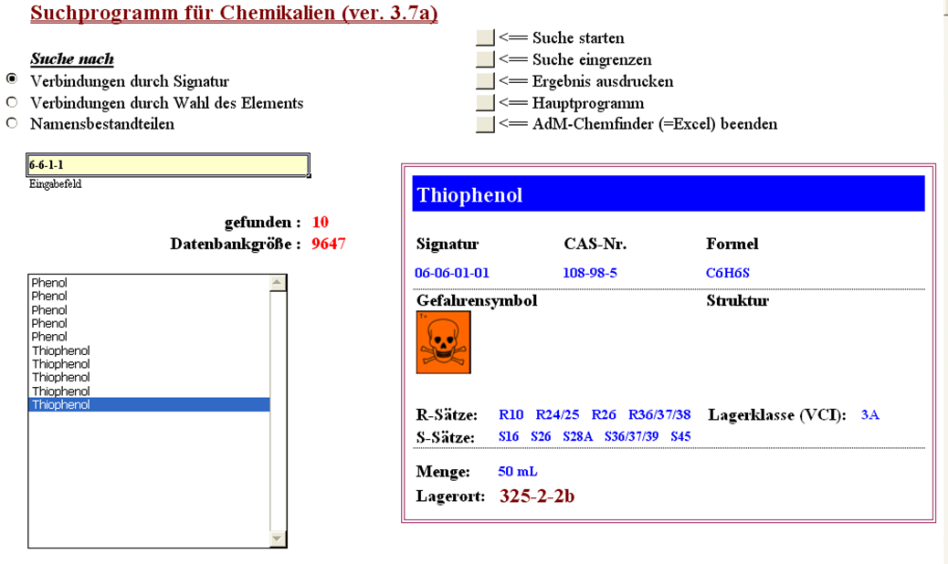 Suchprogramm für Chemikalien (ver. 3.7a)
Suche nach
Verbindungen durch Signatur
Verbindungen durch Wahl des Elements
Namensbestandteilen
<== Suche starten
<== Suche eingrenzen
<== Ergebnis ausdrucken
<== Hauptprogramm
<== AdM-Chemfinder (=Excel) beenden
6-6-1-1
Eingabefeld
gefunden : 10
Datenbankgröße : 9647
Phenol
Phenol
Phenol
Phenol
Phenol
Thiophenol
Thiophenol
Thiophenol
Thiophenol
Thiophenol
Thiophenol
Signatur CAS-Nr. Formel
06-06-01-01 108-98-5 C6H6S
Gefahrensymbol Struktur
T+
R-Sätze: R10 R24/25 R26 R36/37/38 Lagerklasse (VCI): 3A
S-Sätze: S16 S26 S28A S36/37/39 S45
Menge: 50 mL
Lagerort: 325-2-2b